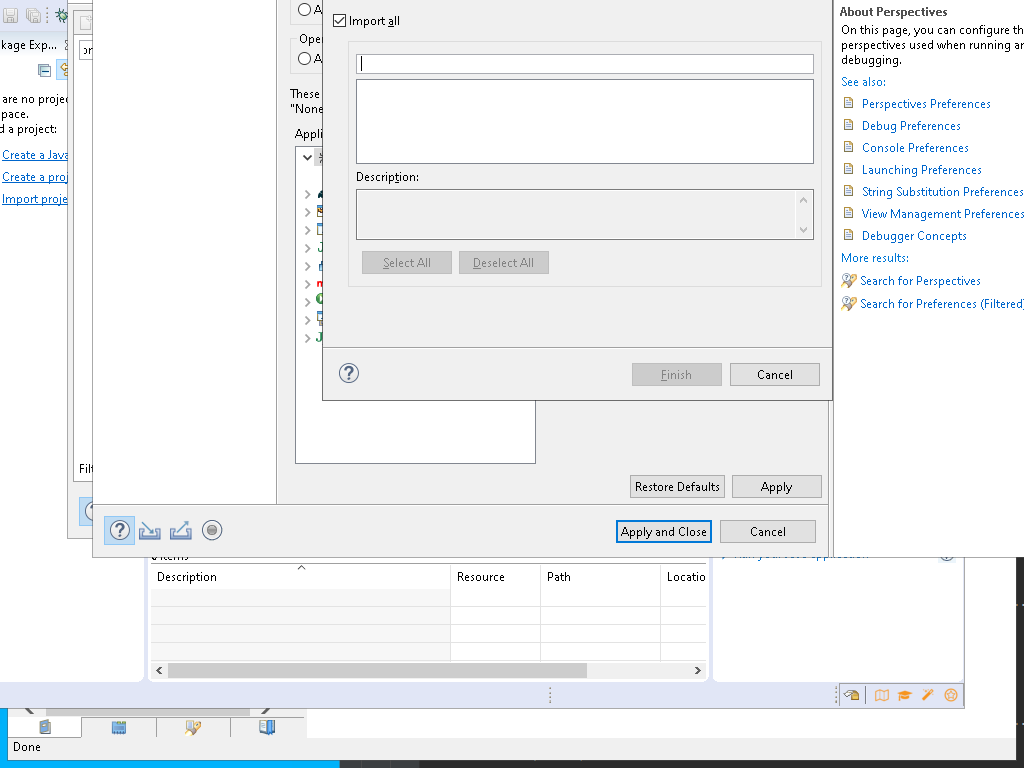 kage Exp...
are no projec
pace.
d a project:
Create a Java
Create a proj
Import proje
Filt
Oper
These
"None
Appli
Import all
Description:
Select All
Deselect All
Finish
Cancel
Restore Defaults
Apply
Apply and Close
Cancel
About Perspectives
On this page, you can configure th
perspectives used when running an
debugging.
See also:
Perspectives Preferences
Debug Preferences
Console Preferences
Launching Preferences
String Substitution Preferences
View Management Preferences
Debugger Concepts
More results:
Search for Perspectives
Search for Preferences (Filtered)
Description
Resource
Path
Locatio
Done